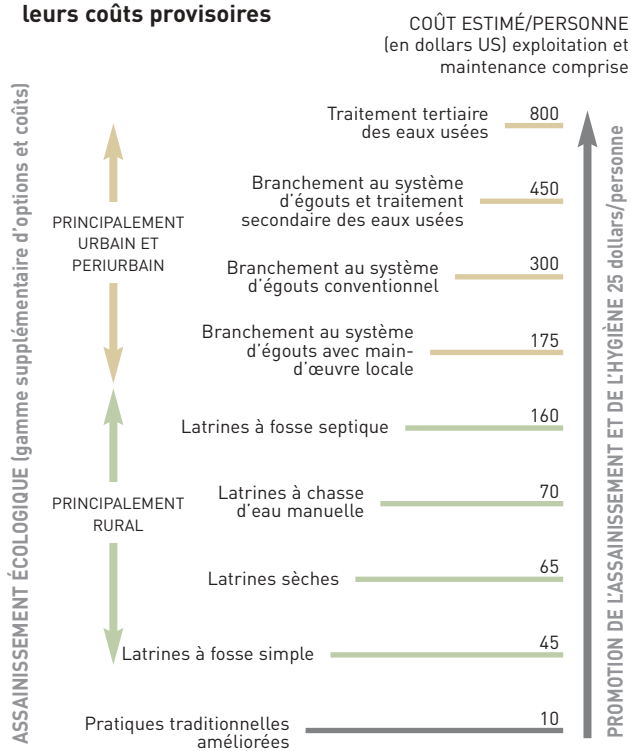 leurs coûts provisoires
COÛT ESTIMÉ/PERSONNE
(en dollars US) exploitation et
maintenance comprise
ASSAINISSEMENT ÉCOLOGIQUE (gamme supplémentaire d'options et coûts)
PRINCIPALEMENT
URBAIN ET
PERIURBAIN
PRINCIPALEMENT
RURAL
Traitement tertiaire
des eaux usées
800
Branchement au système
d'égouts et traitement
secondaire des eaux usées
450
Branchement au système
d'égouts conventionnel
300
Branchement au système
d'égouts avec main-
d'œuvre locale
175
Latrines à fosse septique
160
Latrines à chasse
d'eau manuelle
70
Latrines sèches
65
Latrines à fosse simple
45
Pratiques traditionnelles
améliorées
10
PROMOTION DE L'ASSAINISSEMENT ET DE L'HYGIÈNE 25 dollars/personne